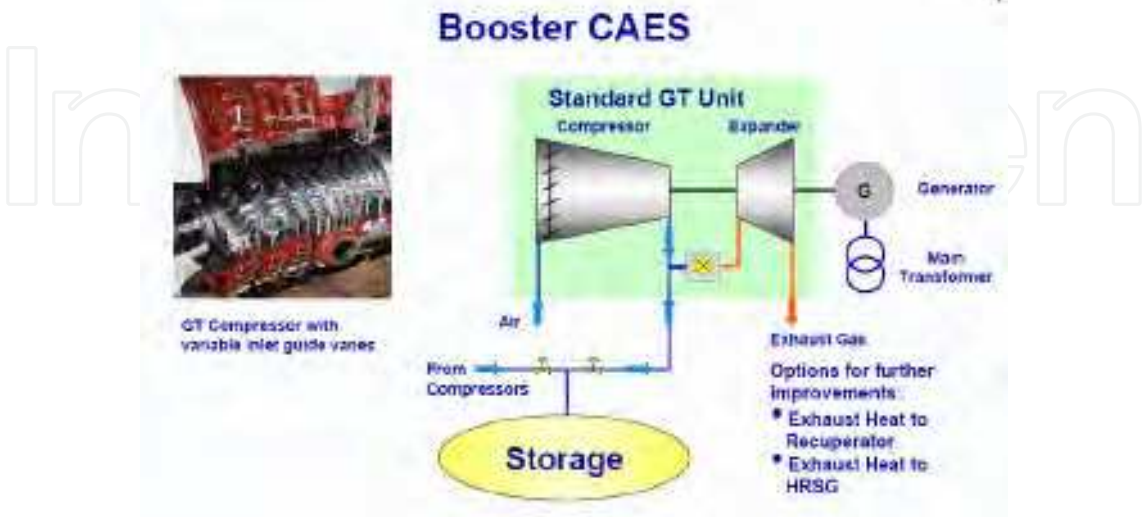 Booster CAES
Standard GT Unit
Compressor
Expander
G
Generator
Main
Transformer
GT Compressor with
variable inlet guide vanes
Air
From
Compressors
Storage
Exhaust Gas
Options for further
improvements:
* Exhaust Heat to
Recuperator
* Exhaust Heat to
HRSG